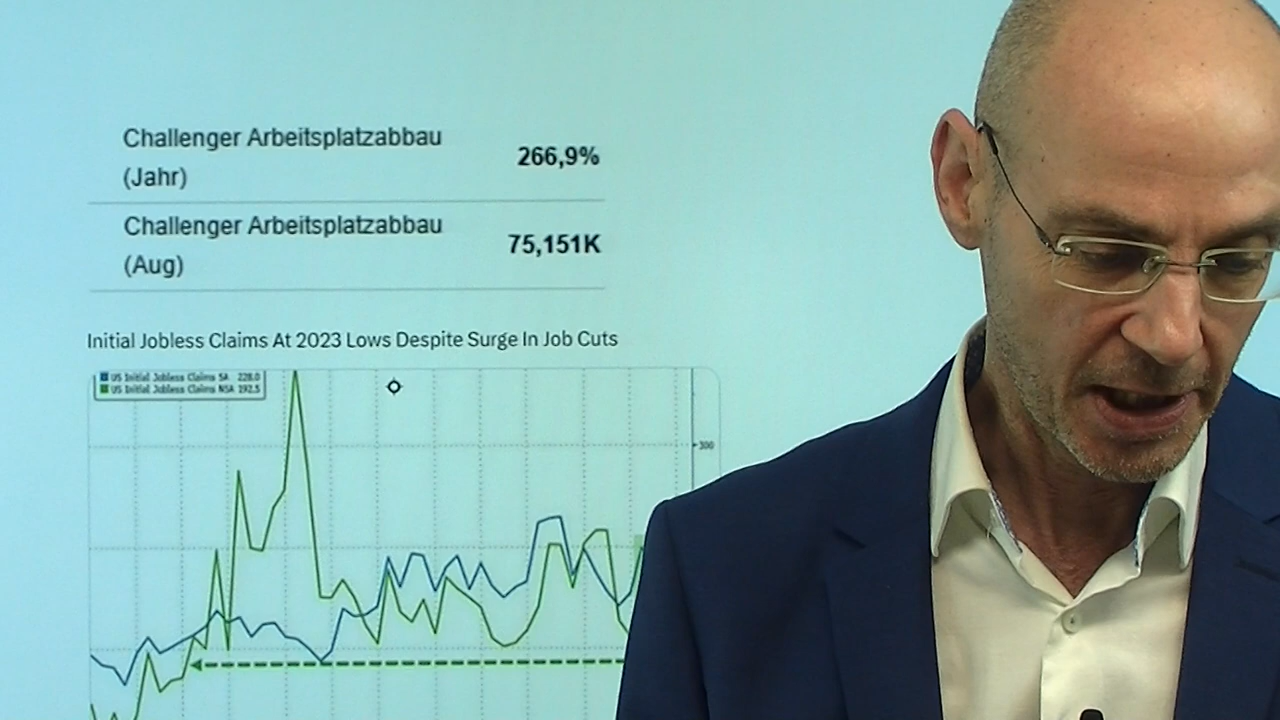 Challenger Arbeitsplatzabbau
(Jahr)
266,9%
Challenger Arbeitsplatzabbau
(Aug)
75,151K
Initial Jobless Claims At 2023 Lows Despite Surge In Job Cuts
US Initial Jobless Claims SA 228.0
US Initial Jobless Claims NSA 192.5
300